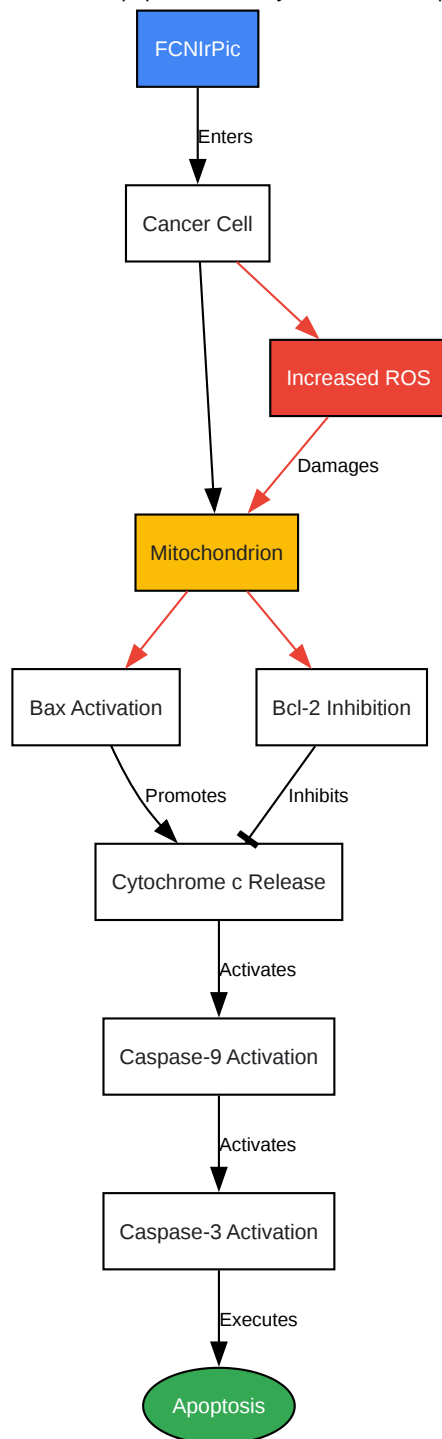 FCNIrPic
Enters
Cancer Cell
Increased ROS
Damages
Mitochondrion
Bax Activation
Bcl-2 Inhibition
Promotes
Inhibits
Cytochrome c Release
Activates
Caspase-9 Activation
Activates
Caspase-3 Activation
Executes
Apoptosis